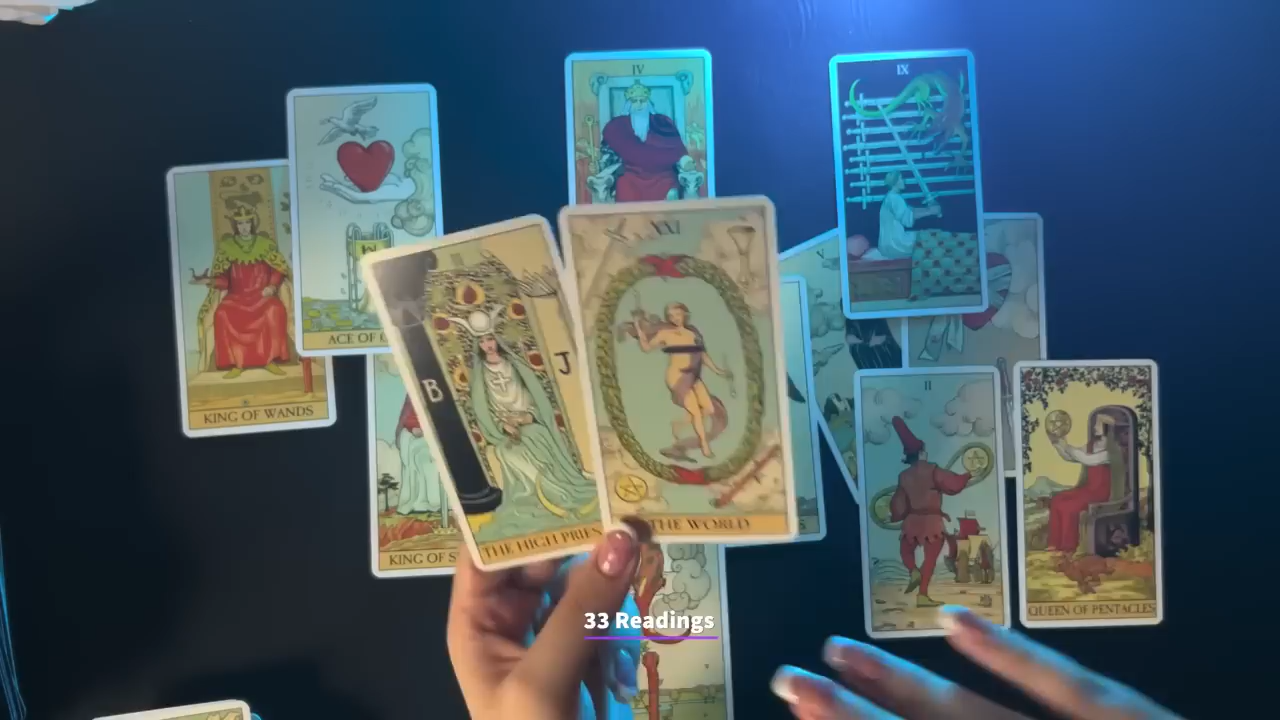 IV
IX
KING OF WANDS
ACE OF
B
J
THE HIGH PRIES
XXI
THE WORLD
V
II
QUEEN OF PENTACLES
KING OF S
S
33 Readings